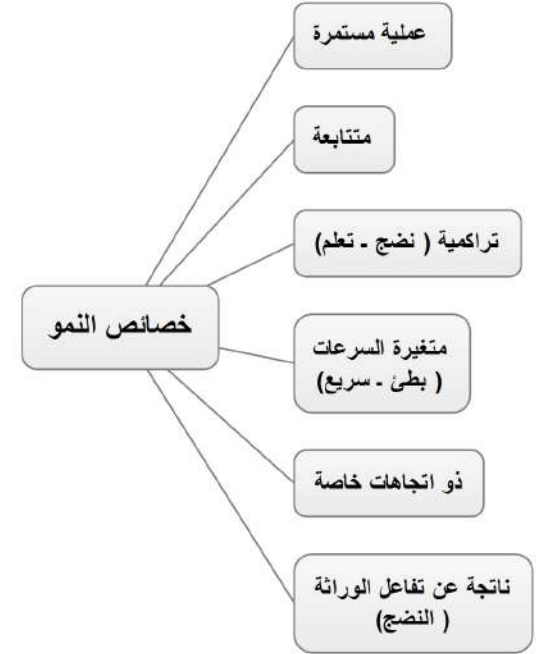 عملية مستمرة
متتابعة
تراكمية ( نضج ـ تعلم)
خصائص النمو
متغيرة السرعات
( بطئ ـ سريع)
ذو اتجاهات خاصة
ناتجة عن تفاعل الوراثة
( النضج)